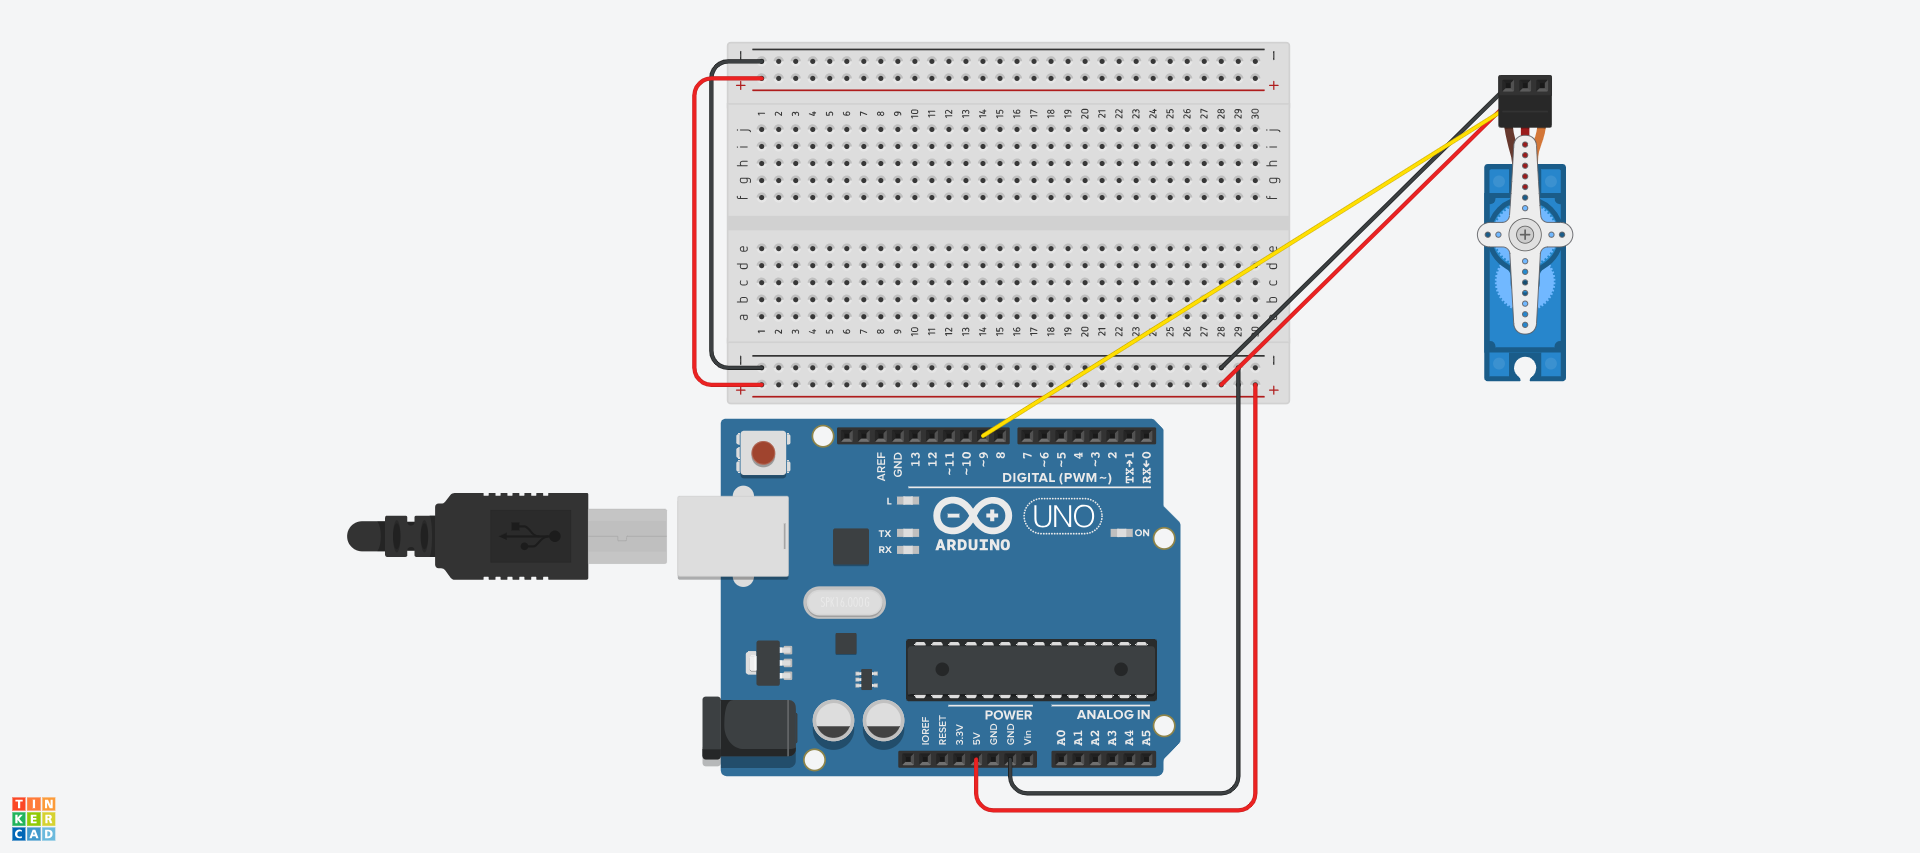 − −
+ +
1 2 3 4 5 6 7 8 9 10 11 12 13 14 15 16 17 18 19 20 21 22 23 24 25 26 27 28 29 30
j j
i i
h h
g g
f f
e e
d d
c c
b b
a a
1 2 3 4 5 6 7 8 9 10 11 12 13 14 15 16 17 18 19 20 21 22 23 24 25 26 27 28 29 30
− −
+ +
AREF GND 13 12 ~11 ~10 ~9 8 7 ~6 ~5 4 ~3 2 TX→1 RX←0
DIGITAL (PWM~)
L
UNO
TX ON
RX ARDUINO
POWER ANALOG IN
IOREF RESET 3.3V 5V GND GND Vin A0 A1 A2 A3 A4 A5
TIN
KER
CAD